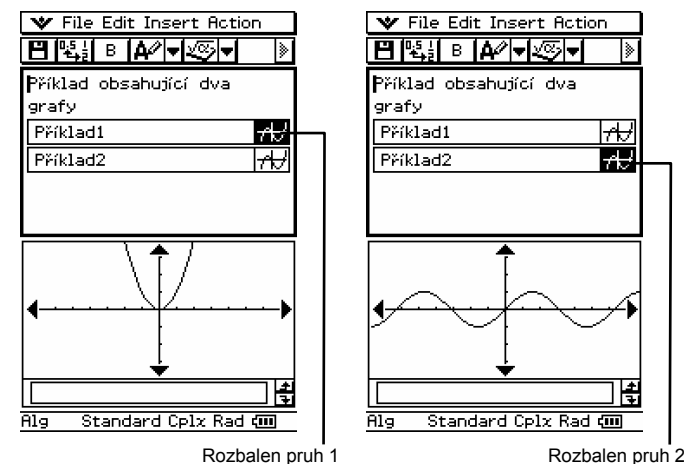 File Edit Insert Action
B
Příklad obsahující dva
grafy
Příklad1
Příklad2
Alg Standard Cplx Rad
Rozbalen pruh 1
File Edit Insert Action
B
Příklad obsahující dva
grafy
Příklad1
Příklad2
Alg Standard Cplx Rad
Rozbalen pruh 2